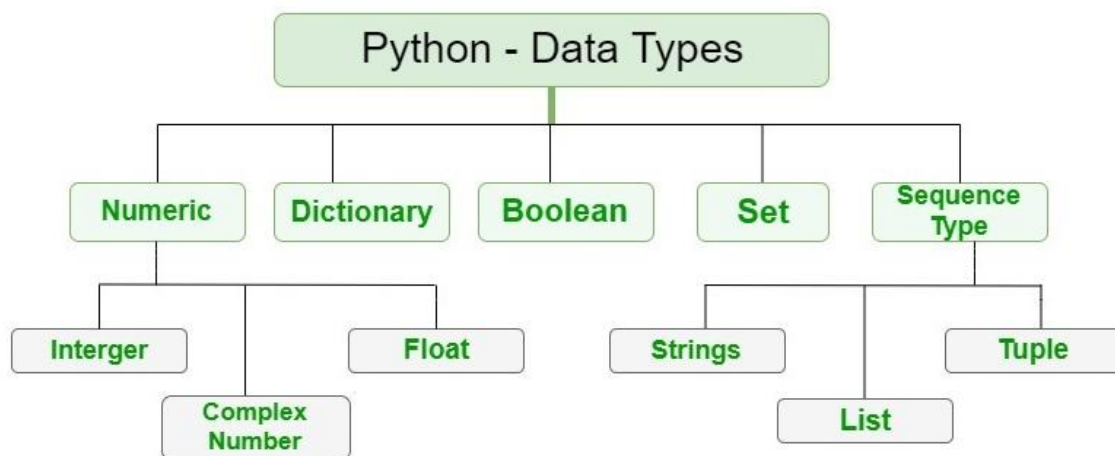 Python - Data Types
Numeric
Dictionary
Boolean
Set
Sequence
Type
Interger
Float
Strings
Tuple
Complex
Number
List